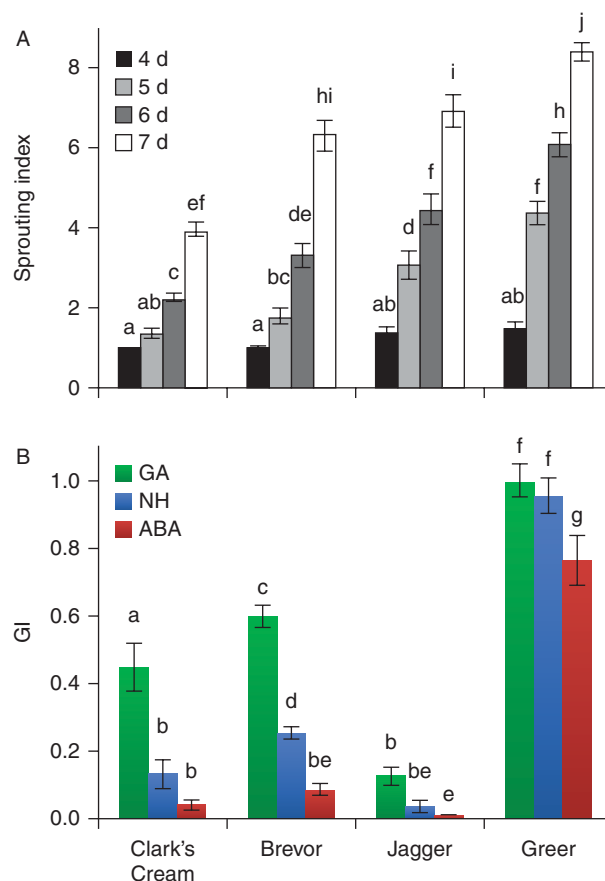 A
4 d
5 d
6 d
7 d
Sprouting index
8
6
4
2
0
a
ab
c
ef
a
bc
de
hi
ab
d
f
i
ab
f
h
j
B
GA
NH
ABA
GI
1.0
0.8
0.6
0.4
0.2
0.0
a
b
b
c
d
be
b
be
e
f
f
g
Clark's
Cream
Brevor
Jagger
Greer